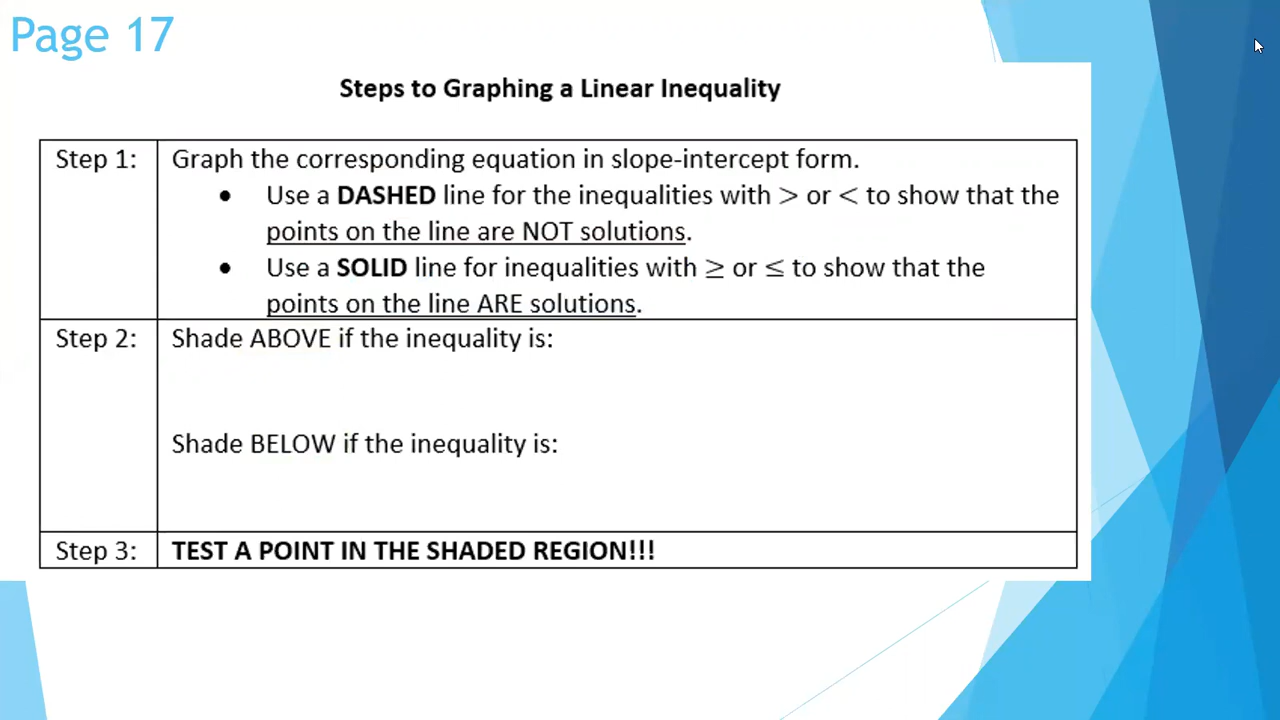 Page 17
Steps to Graphing a Linear Inequality
Step 1:
Graph the corresponding equation in slope-intercept form.
• Use a DASHED line for the inequalities with > or < to show that the
points on the line are NOT solutions.
• Use a SOLID line for inequalities with ≥ or ≤ to show that the
points on the line ARE solutions.
Step 2:
Shade ABOVE if the inequality is:
Shade BELOW if the inequality is:
Step 3:
TEST A POINT IN THE SHADED REGION!!!